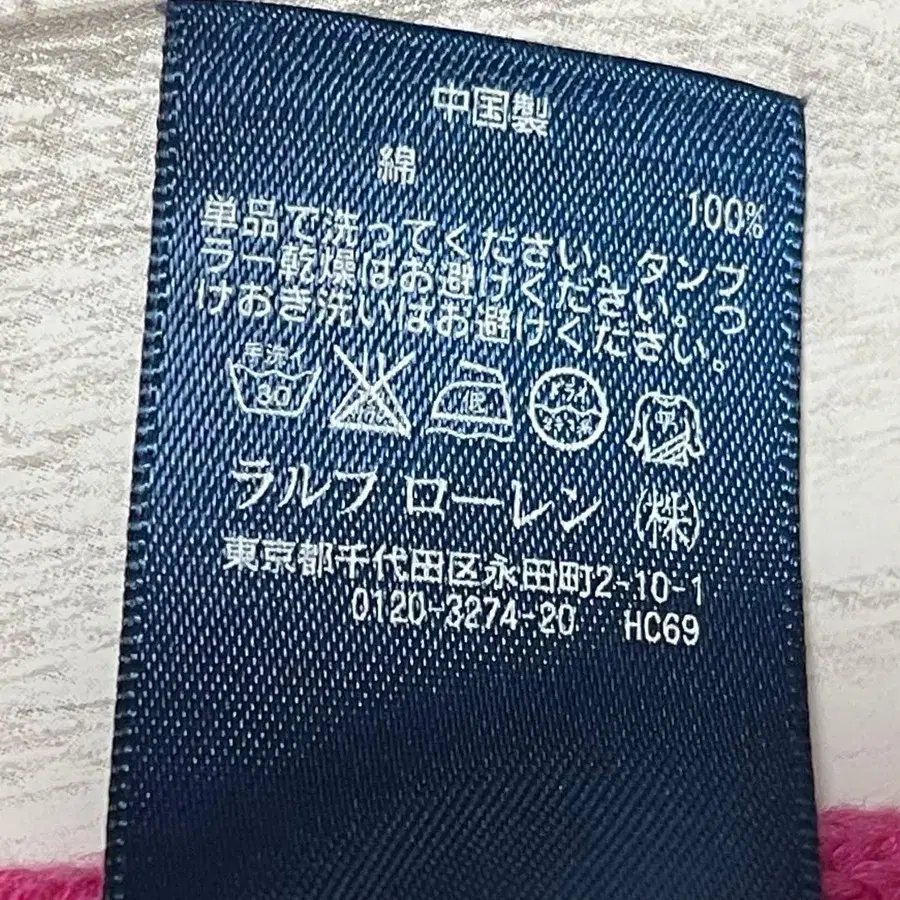 中国製
綿 100%
単品で洗ってください。タンブ
ラー乾燥はお避けください。つ
けおき洗いはお避けください。
手洗イ 30 低 ドライ
ラルフ ローレン (株)
東京都千代田区永田町2-10-1
0120-3274-20 HC69